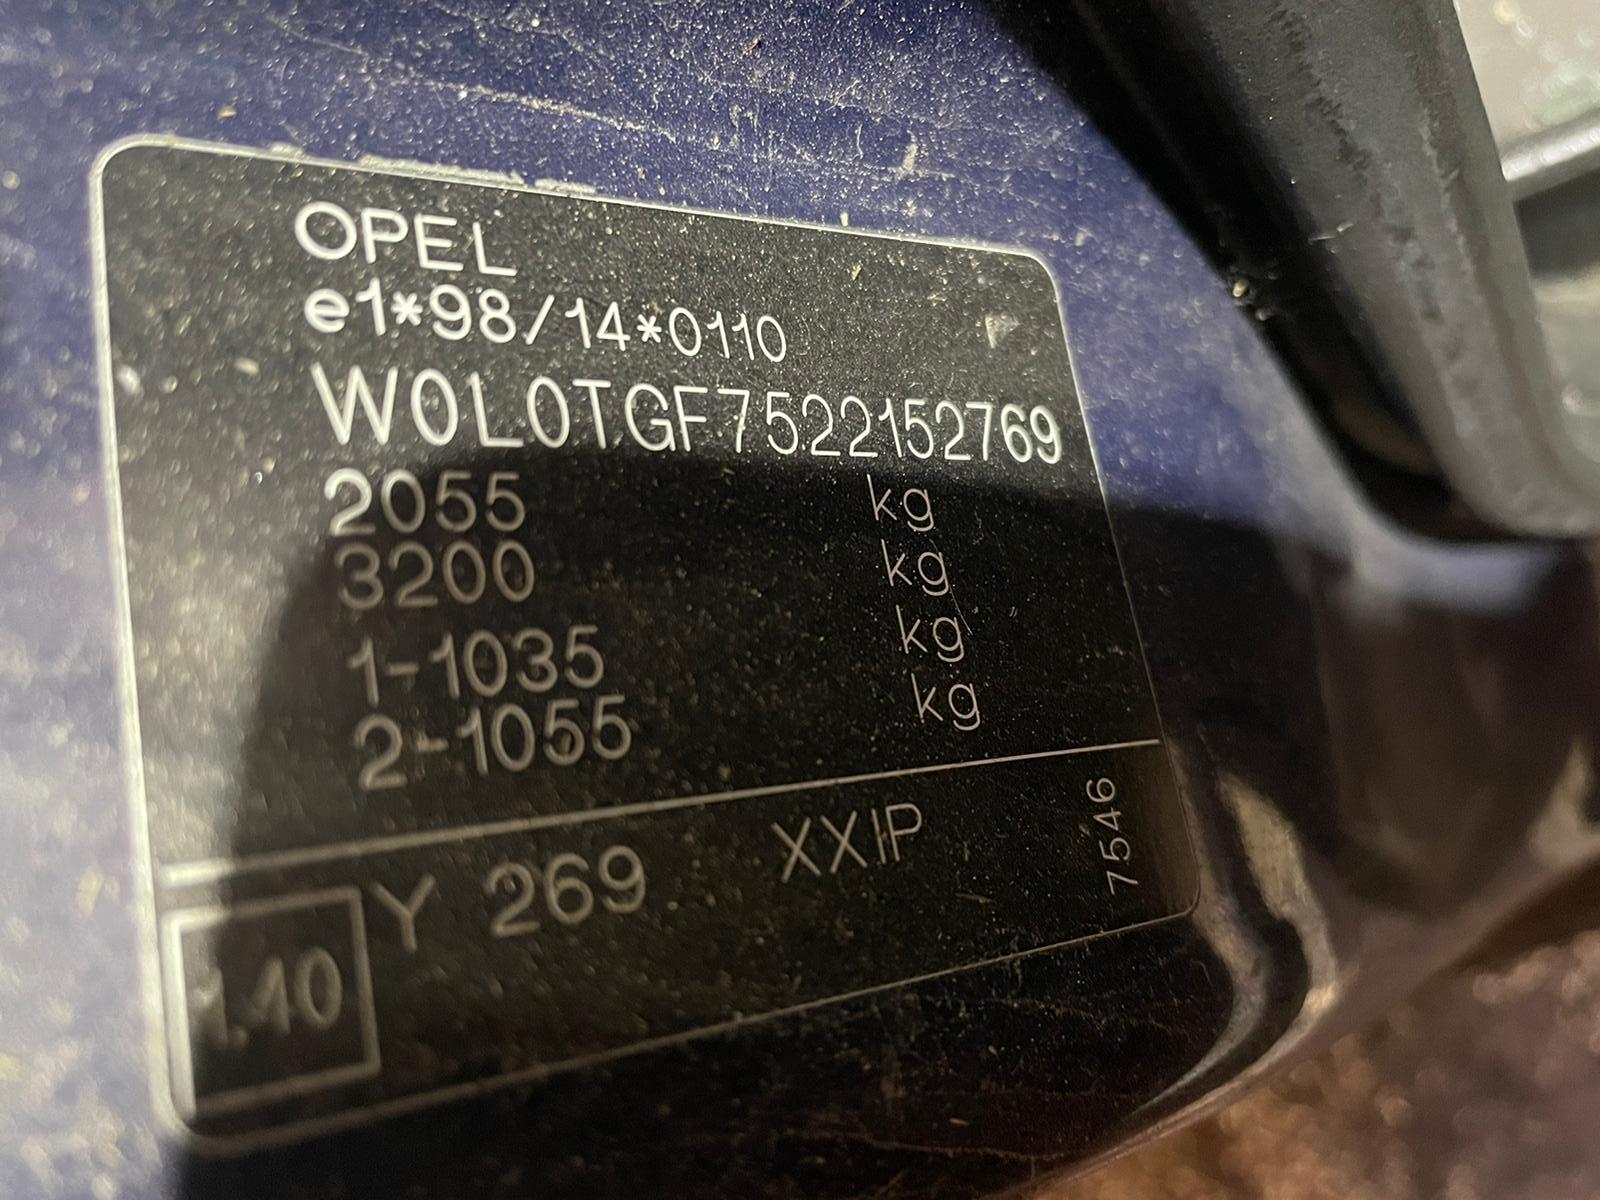 OPEL
e1*98/14*0110
W0L0TGF7522152769
2055 kg
3200 kg
1-1035 kg
2-1055 kg
Y 269 XXIP
7546
1.40